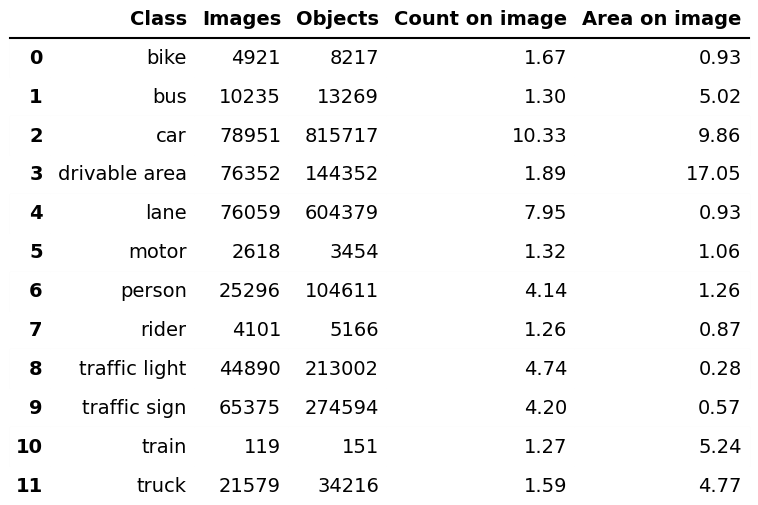 Class Images Objects Count on image Area on image
0 bike 4921 8217 1.67 0.93
1 bus 10235 13269 1.30 5.02
2 car 78951 815717 10.33 9.86
3 drivable area 76352 144352 1.89 17.05
4 lane 76059 604379 7.95 0.93
5 motor 2618 3454 1.32 1.06
6 person 25296 104611 4.14 1.26
7 rider 4101 5166 1.26 0.87
8 traffic light 44890 213002 4.74 0.28
9 traffic sign 65375 274594 4.20 0.57
10 train 119 151 1.27 5.24
11 truck 21579 34216 1.59 4.77